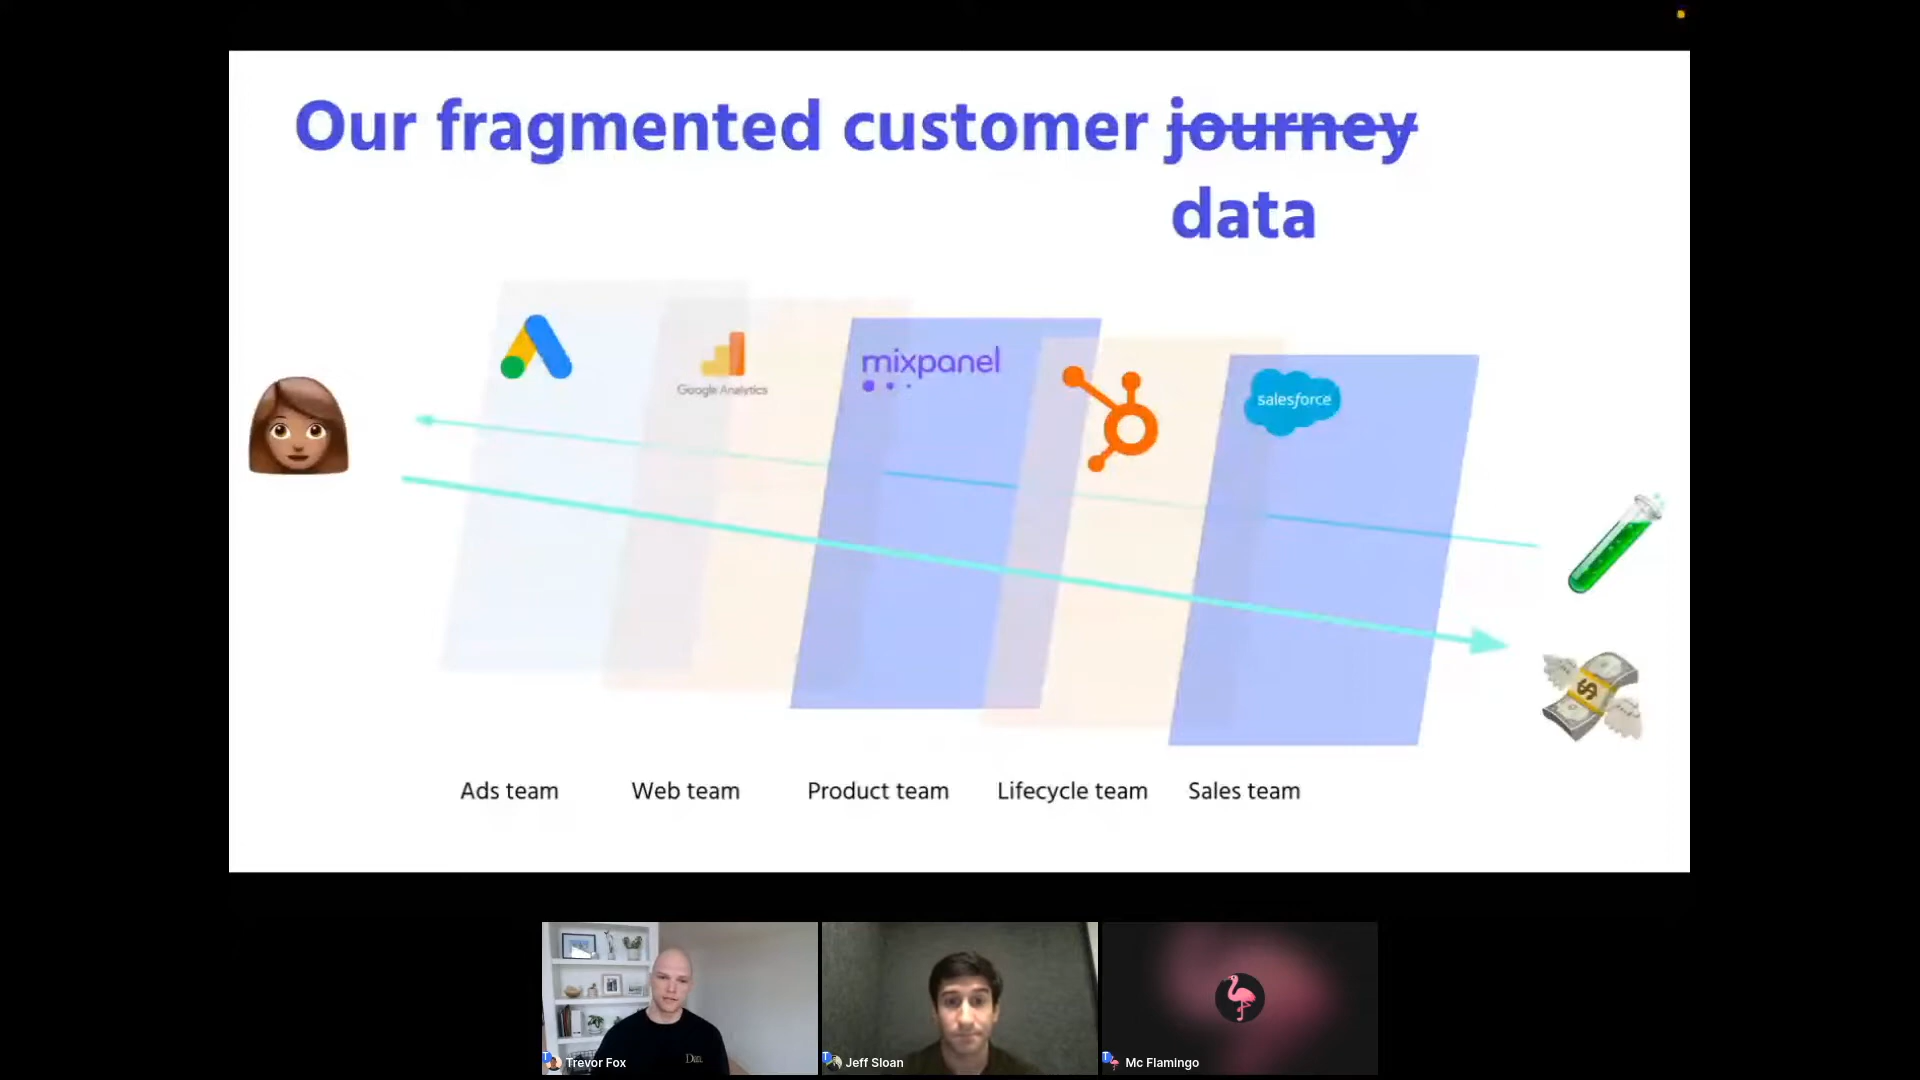 Our fragmented customer journey
data
Google Analytics
mixpanel
salesforce
$
Ads team
Web team
Product team
Lifecycle team
Sales team
Trevor Fox
Jeff Sloan
Mc Flamingo